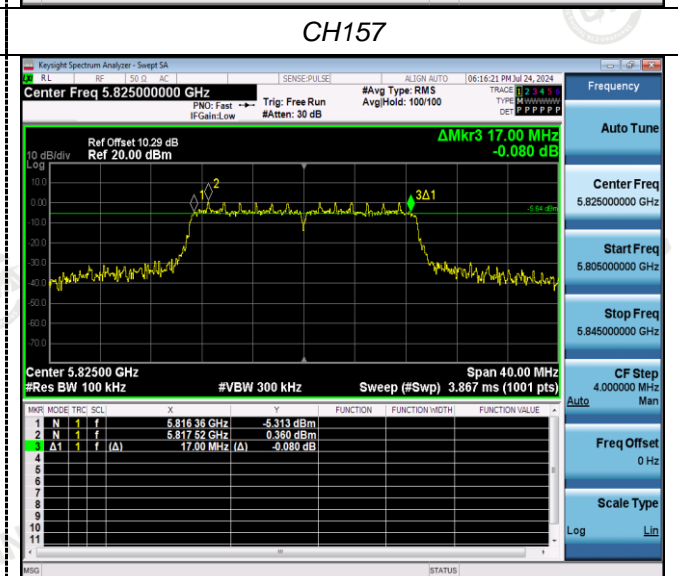 CH157
Keysight Spectrum Analyzer - Swept SA
RL RF 50 Ω AC SENSE:PULSE ALIGN AUTO 06:16:21 PM Jul 24, 2024
Center Freq 5.825000000 GHz #Avg Type: RMS TRACE 1 2 3 4 5 6
PNO: Fast Trig: Free Run Avg|Hold: 100/100 TYPE M WWWWW
IFGain:Low #Atten: 30 dB DET P P P P P P
Ref Offset 10.29 dB ΔMkr3 17.00 MHz
10 dB/div Ref 20.00 dBm -0.080 dB
Log
10.0
0.00
-10.0
-20.0
-30.0
-40.0
-50.0
-60.0
-70.0
1
2
3Δ1
-5.64 dBm
Center 5.82500 GHz Span 40.00 MHz
#Res BW 100 kHz #VBW 300 kHz Sweep (#Swp) 3.867 ms (1001 pts)
MKR MODE TRC SCL X Y FUNCTION FUNCTION WIDTH FUNCTION VALUE
1 N 1 f 5.816 36 GHz -5.313 dBm
2 N 1 f 5.817 52 GHz 0.360 dBm
3 Δ1 1 f (Δ) 17.00 MHz (Δ) -0.080 dB
4
5
6
7
8
9
10
11
MSG STATUS
Frequency
Auto Tune
Center Freq
5.825000000 GHz
Start Freq
5.805000000 GHz
Stop Freq
5.845000000 GHz
CF Step
4.000000 MHz
Auto Man
Freq Offset
0 Hz
Scale Type
Log Lin